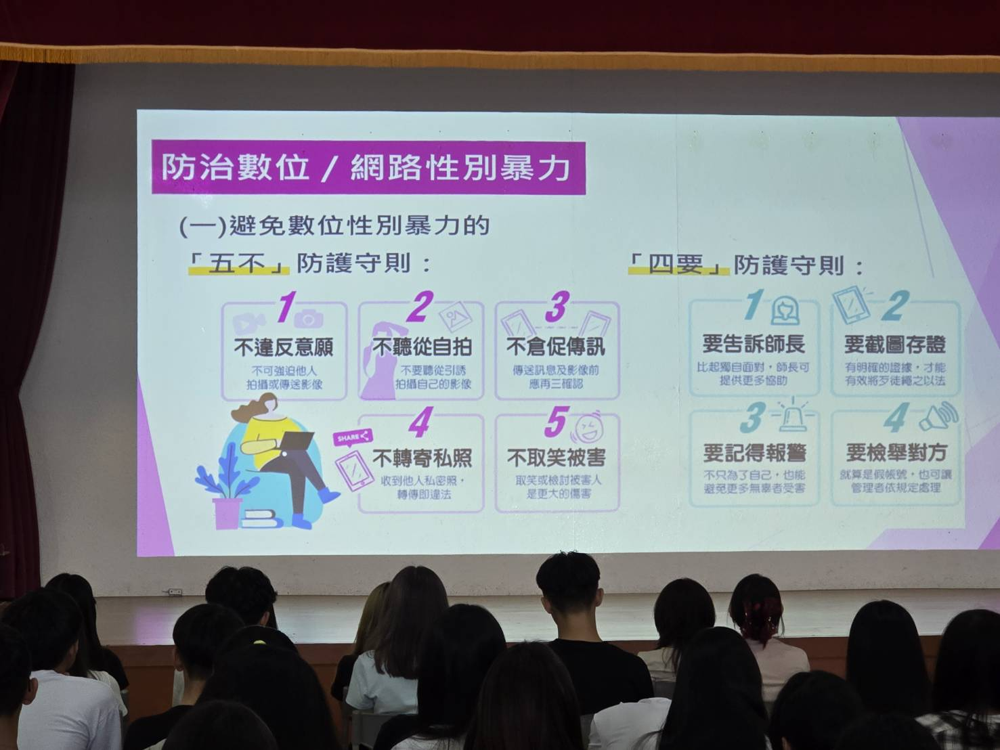 防治數位 / 網路性別暴力
(一)避免數位性別暴力的
「五不」防護守則：
1
不違反意願
不可強迫他人
拍攝或傳送影像
2
不聽從自拍
不要聽從引誘
拍攝自己的影像
3
不倉促傳訊
傳送訊息及影像前
應再三確認
SHARE
4
不轉寄私照
收到他人私密照，
轉傳即違法
5
不取笑被害
取笑或檢討被害人
是更大的傷害
「四要」防護守則：
1
要告訴師長
比起獨自面對，師長可
提供更多協助
2
要截圖存證
有明確的證據，才能
有效將歹徒繩之以法
3
要記得報警
不只為了自己，也能
避免更多無辜者受害
4
要檢舉對方
就算是假帳號，也可讓
管理者依規定處理